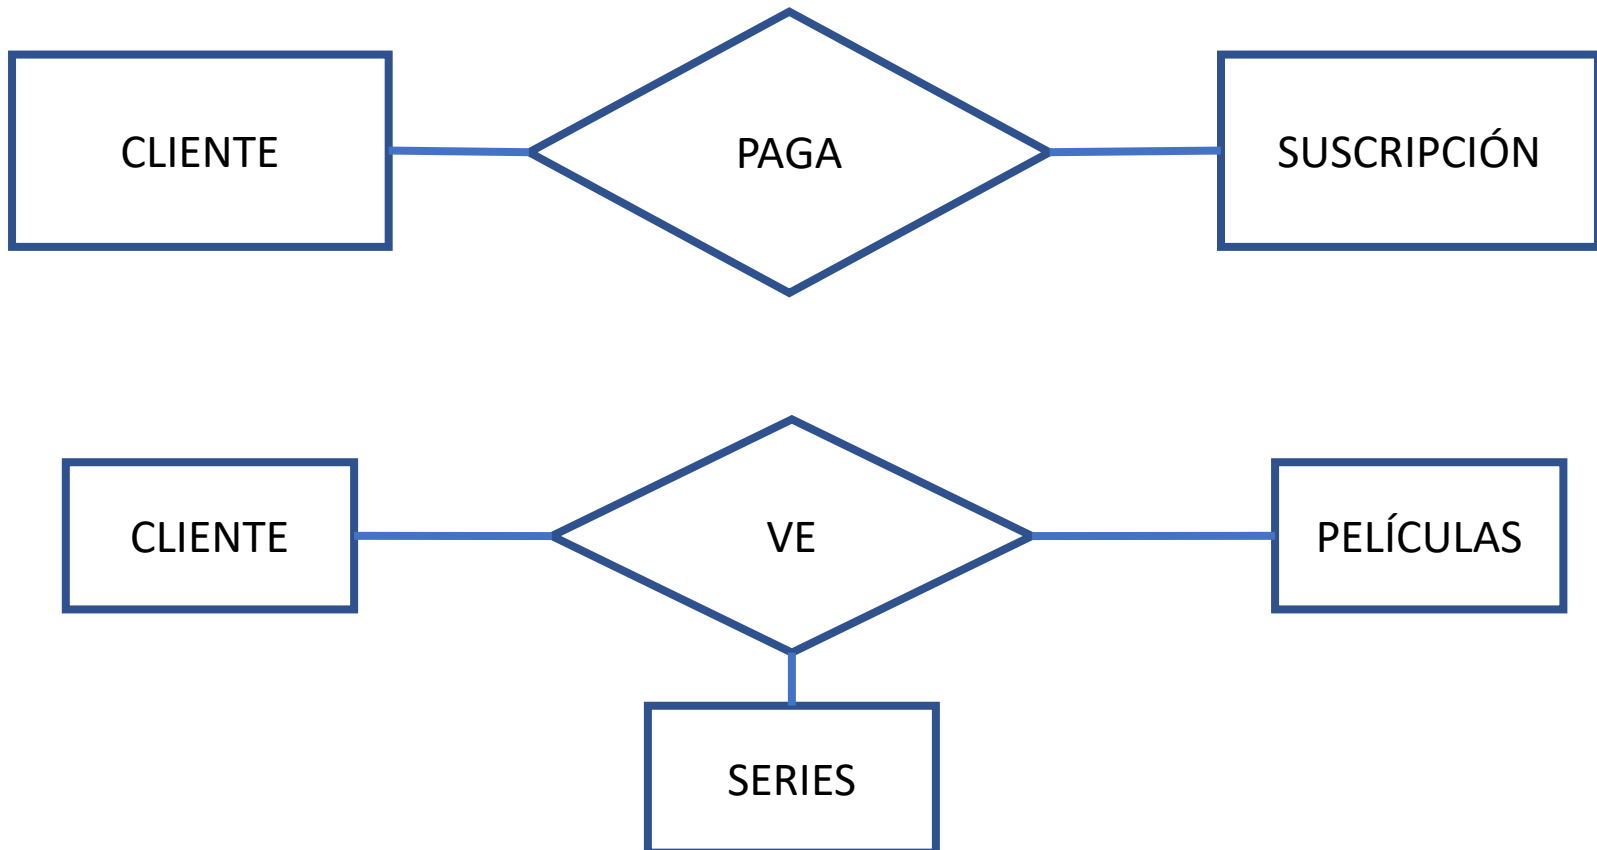 CLIENTE
PAGA
SUSCRIPCIÓN
CLIENTE
VE
PELÍCULAS
SERIES